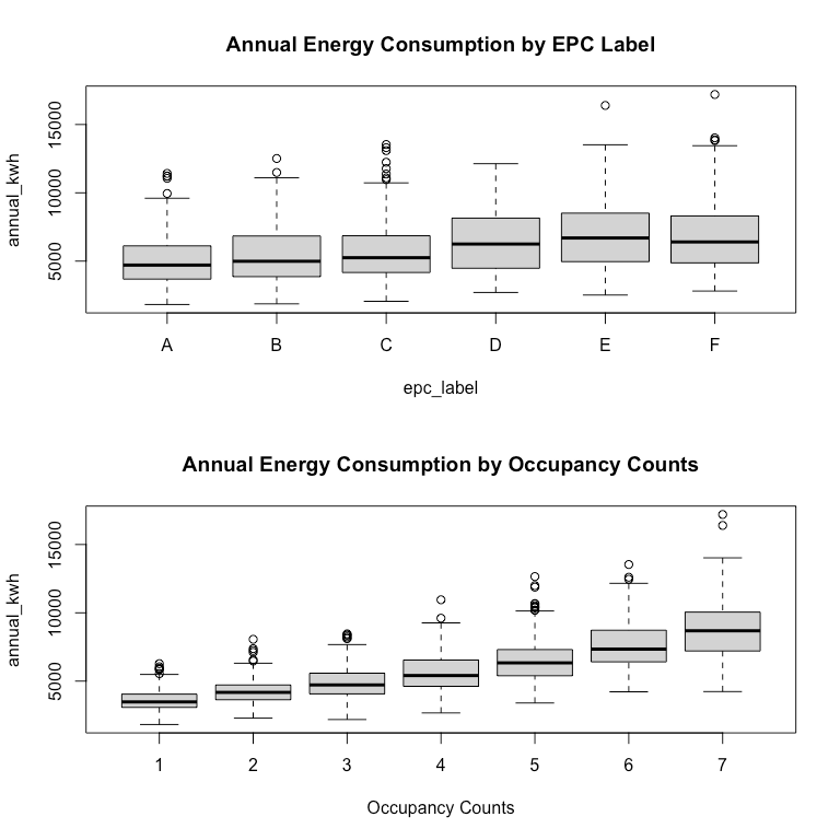 Annual Energy Consumption by EPC Label
annual_kwh
15000
10000
5000
A B C D E F
epc_label
Annual Energy Consumption by Occupancy Counts
annual_kwh
15000
10000
5000
1 2 3 4 5 6 7
Occupancy Counts